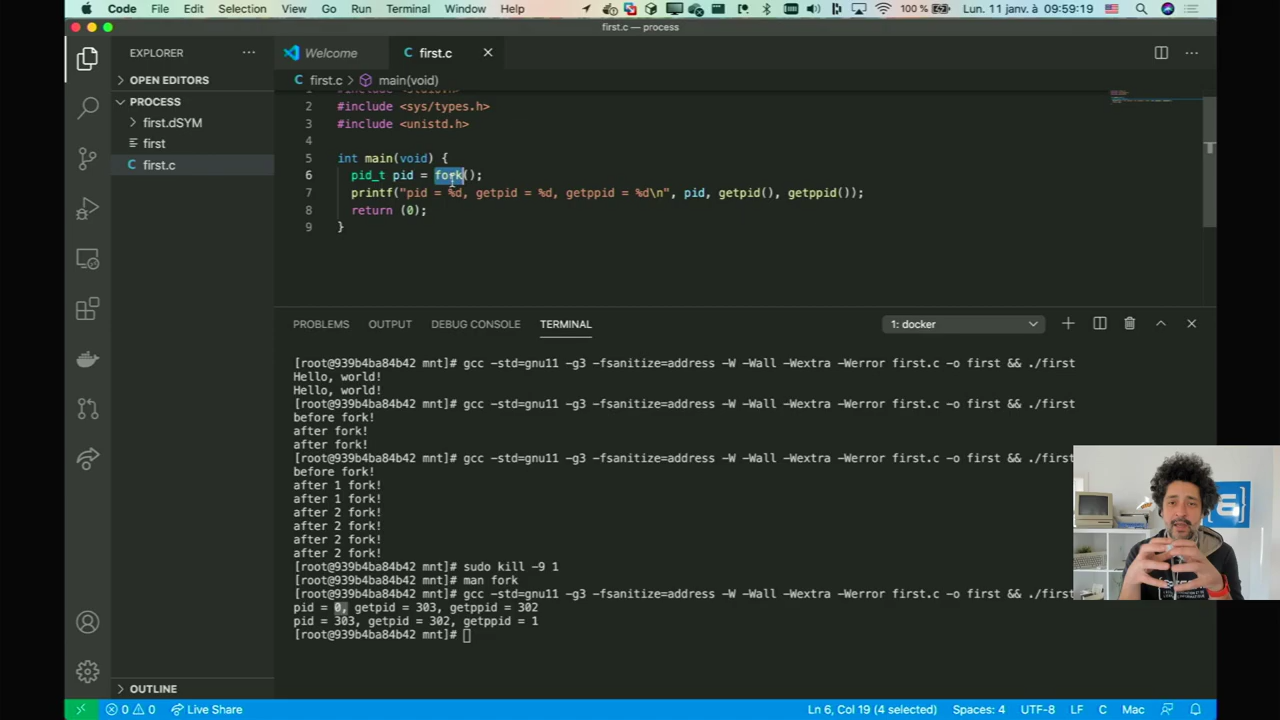 Code File Edit Selection View Go Run Terminal Window Help 100 % Lun. 11 janv. à 09:59:19
first.c — process
EXPLORER
Welcome
first.c
OPEN EDITORS
PROCESS
first.dSYM
first
first.c
first.c > main(void)
2 #include <sys/types.h>
3 #include <unistd.h>
4
5 int main(void) {
6 pid_t pid = fork();
7 printf("pid = %d, getpid = %d, getppid = %d\n", pid, getpid(), getppid());
8 return (0);
9 }
PROBLEMS OUTPUT DEBUG CONSOLE TERMINAL 1: docker
[root@939b4ba84b42 mnt]# gcc -std=gnu11 -g3 -fsanitize=address -W -Wall -Wextra -Werror first.c -o first && ./first
Hello, world!
Hello, world!
[root@939b4ba84b42 mnt]# gcc -std=gnu11 -g3 -fsanitize=address -W -Wall -Wextra -Werror first.c -o first && ./first
before fork!
after fork!
after fork!
[root@939b4ba84b42 mnt]# gcc -std=gnu11 -g3 -fsanitize=address -W -Wall -Wextra -Werror first.c -o first && ./first
before fork!
after 1 fork!
after 1 fork!
after 2 fork!
after 2 fork!
after 2 fork!
after 2 fork!
[root@939b4ba84b42 mnt]# sudo kill -9 1
[root@939b4ba84b42 mnt]# man fork
[root@939b4ba84b42 mnt]# gcc -std=gnu11 -g3 -fsanitize=address -W -Wall -Wextra -Werror first.c -o first && ./first
pid = 0, getpid = 303, getppid = 302
pid = 303, getpid = 302, getppid = 1
[root@939b4ba84b42 mnt]#
OUTLINE
0 0 Live Share Ln 6, Col 19 (4 selected) Spaces: 4 UTF-8 LF C Mac